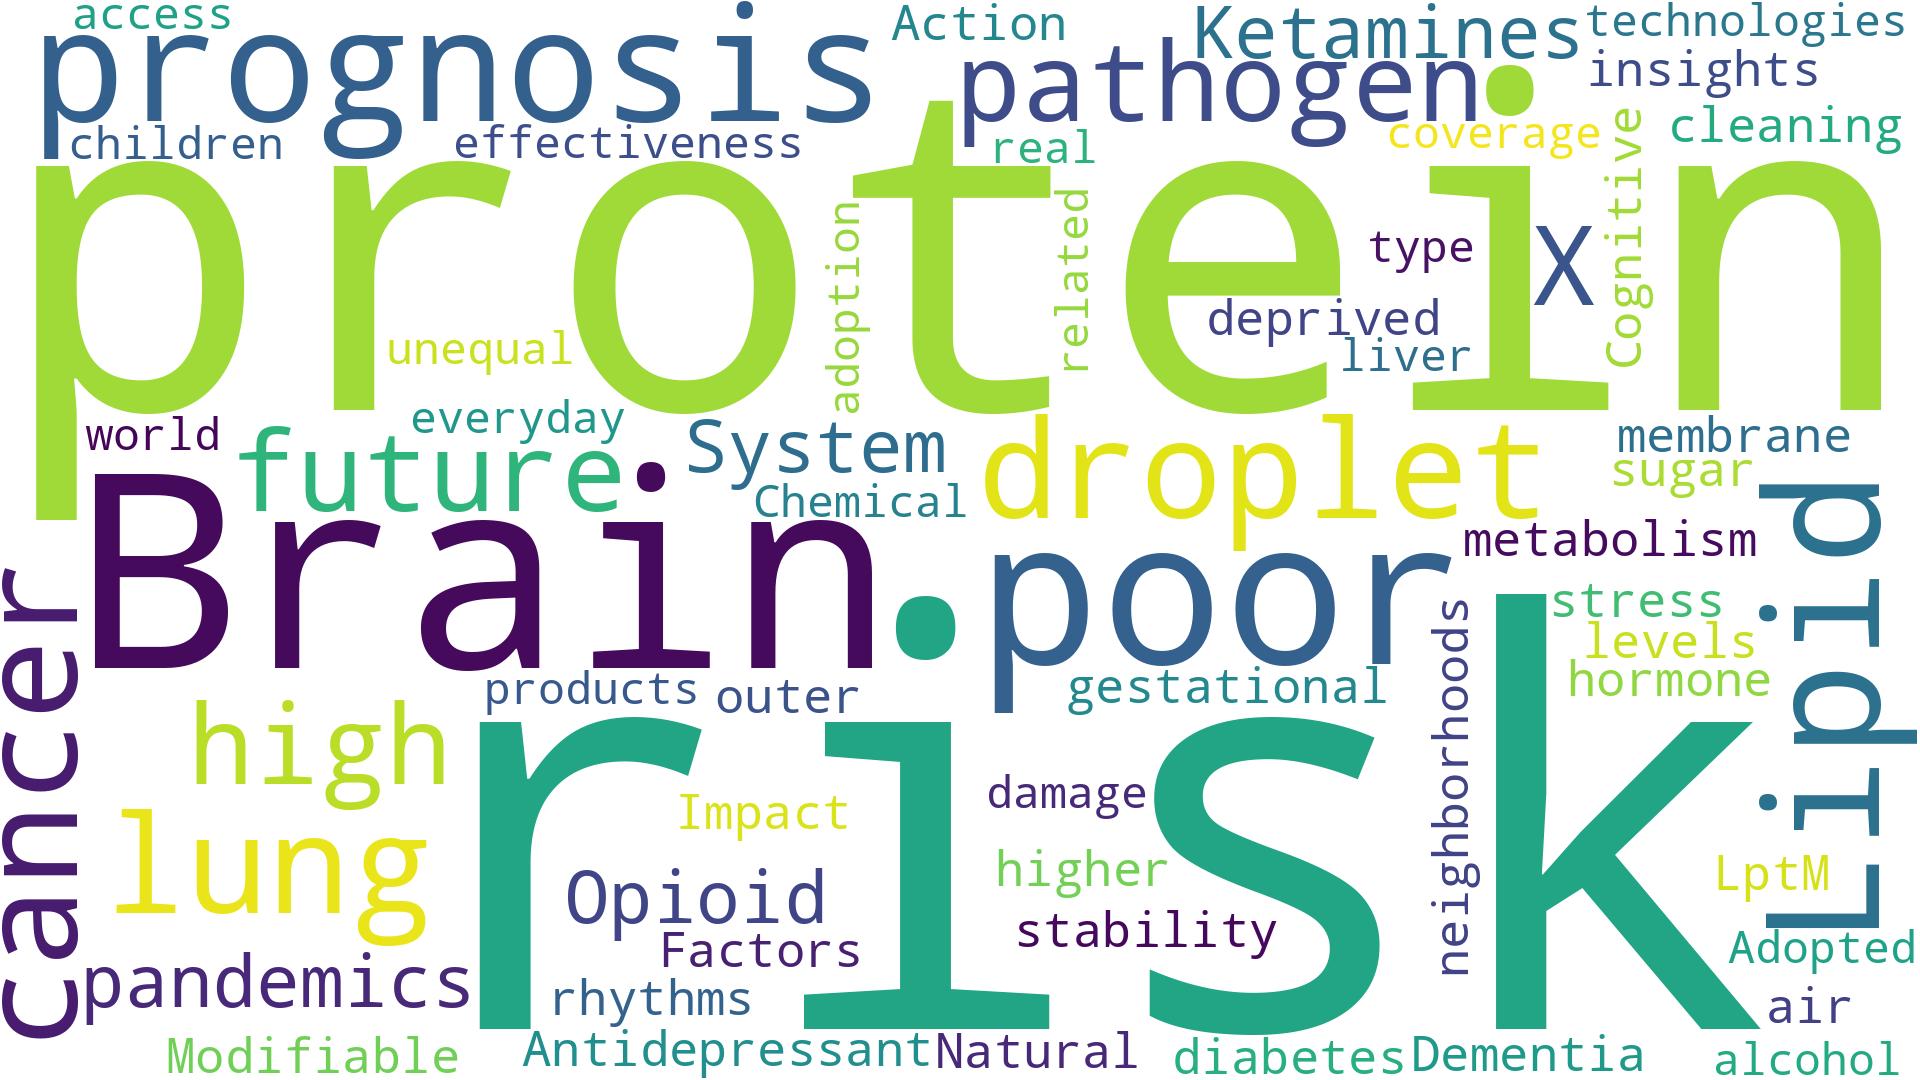 access
prognosis
Action
Ketamines
technologies
pathogen
insights
children
effectiveness
real
coverage
cleaning
protein
Cognitive
adoption
related
type
X
deprived
unequal
liver
world
everyday
future
System
droplet
membrane
sugar
Chemical
Brain
metabolism
Lipid
cancer
poor
stress
levels
hormone
neighborhoods
products
outer
gestational
high
risk
lung
Impact
damage
Opioid
higher
LptM
Factors
stability
Adopted
pandemics
rhythms
air
Modifiable
Antidepressant
Natural
diabetes
Dementia
alcohol